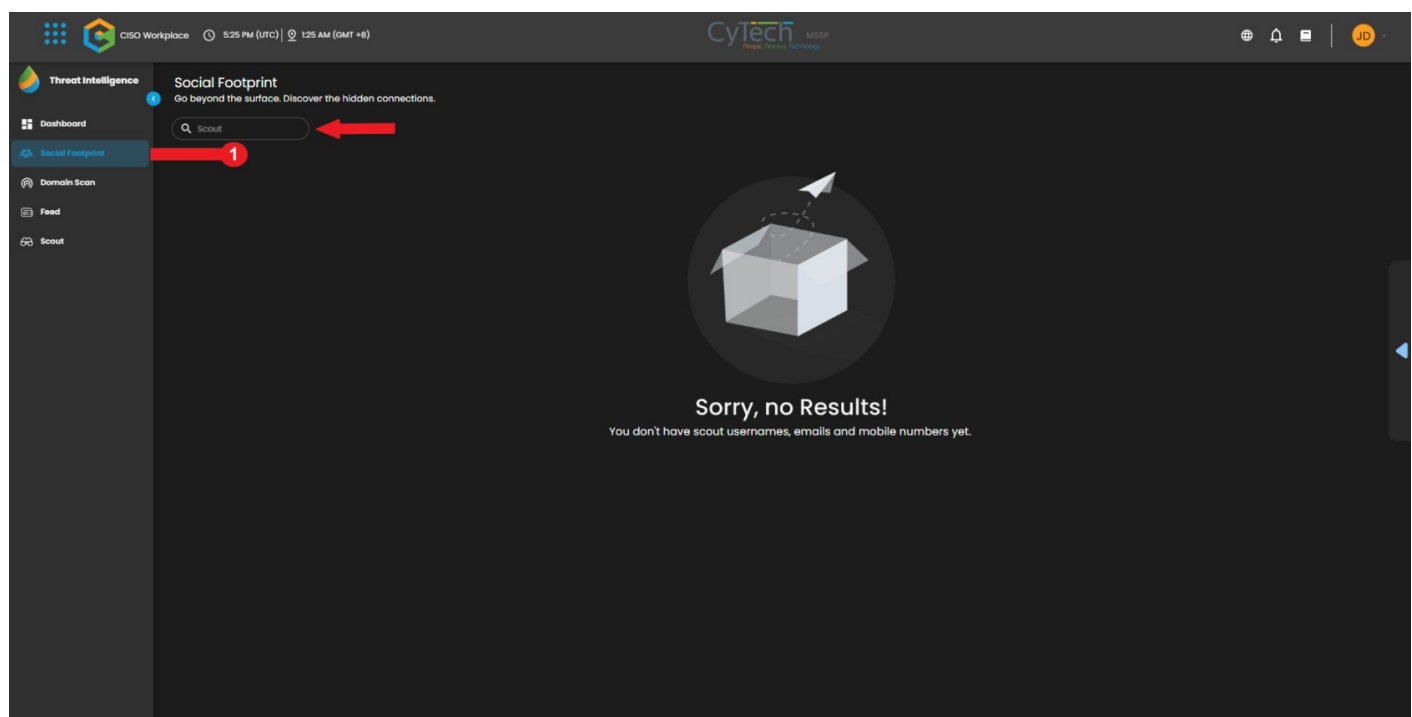 CISO Workplace 5:25 PM (UTC) | 1:25 AM (GMT +8)
CyTech MSSP
People Process Technology
JD
Threat Intelligence
Dashboard
Social Footprint
Domain Scan
Feed
Scout
Social Footprint
Go beyond the surface. Discover the hidden connections.
Scout
1
Sorry, no Results!
You don't have scout usernames, emails and mobile numbers yet.